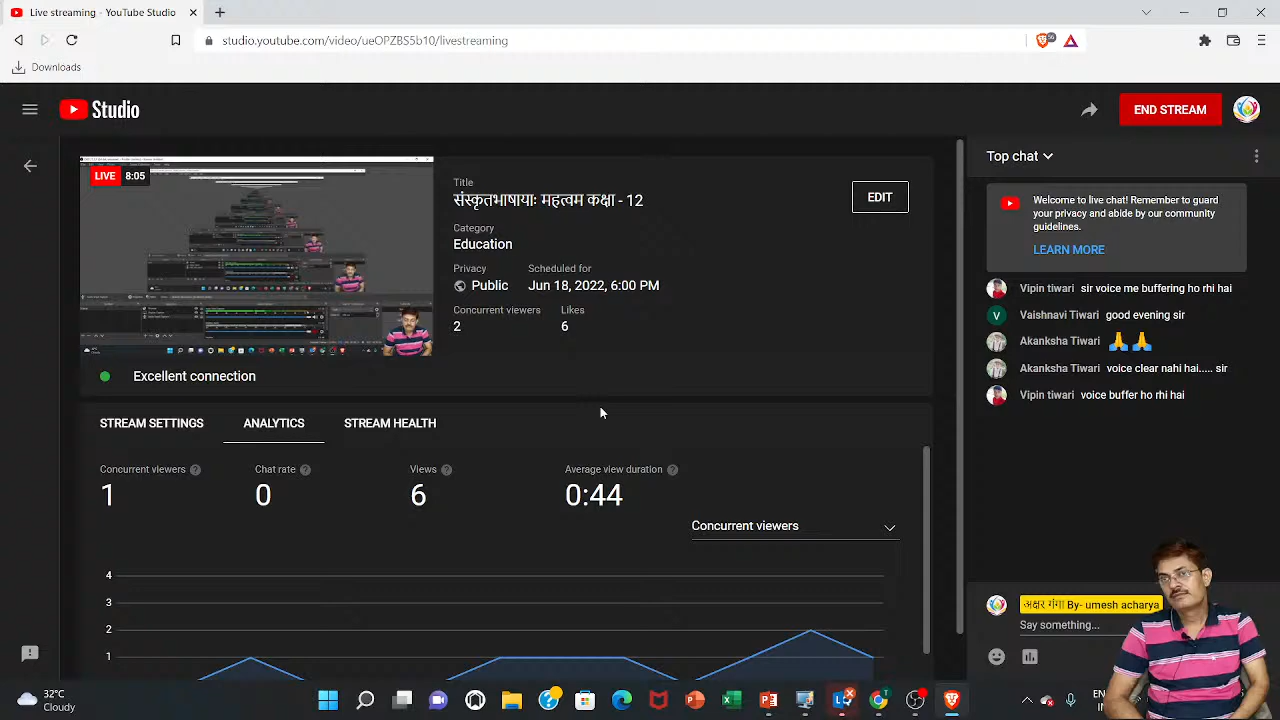 Live streaming - YouTube Studio
studio.youtube.com/video/ueOPZBS5b10/livestreaming
56
Downloads
Studio
END STREAM
LIVE 8:05
Title
संस्कृतभाषायाः महत्वम कक्षा - 12
EDIT
Category
Education
Privacy
Scheduled for
Public
Jun 18, 2022, 6:00 PM
Concurrent viewers
Likes
2
6
Excellent connection
STREAM SETTINGS
ANALYTICS
STREAM HEALTH
Concurrent viewers
Chat rate
Views
Average view duration
1
0
6
0:44
Concurrent viewers
4
3
2
1
Top chat
Welcome to live chat! Remember to guard
your privacy and abide by our community
guidelines.
LEARN MORE
Vipin tiwari sir voice me buffering ho rhi hai
V Vaishnavi Tiwari good evening sir
Akanksha Tiwari 🙏🙏
Akanksha Tiwari voice clear nahi hai..... sir
Vipin tiwari voice buffer ho rhi hai
अक्षर गंगा By- umesh acharya
Say something...
32°C
Cloudy